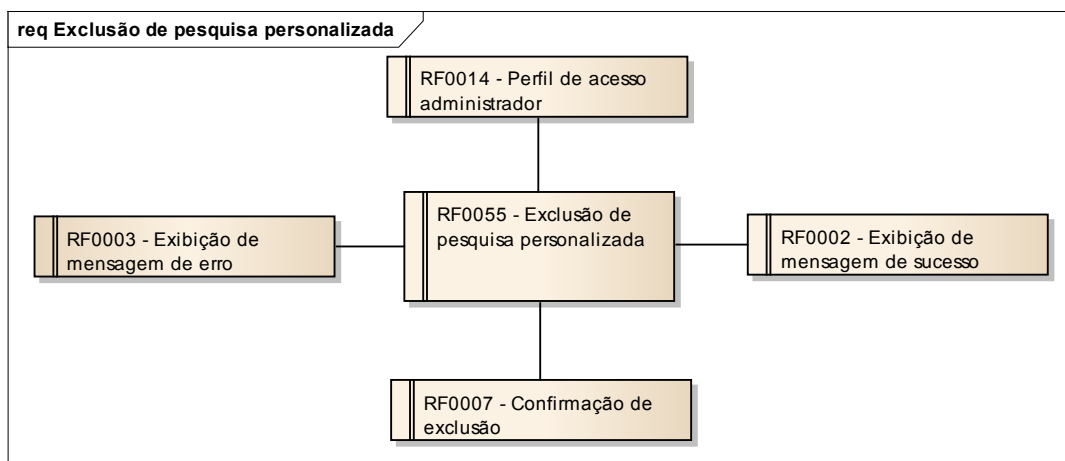 req Exclusão de pesquisa personalizada
RF0014 - Perfil de acesso
administrador
RF0055 - Exclusão de
pesquisa personalizada
RF0003 - Exibição de
mensagem de erro
RF0002 - Exibição de
mensagem de sucesso
RF0007 - Confirmação de
exclusão